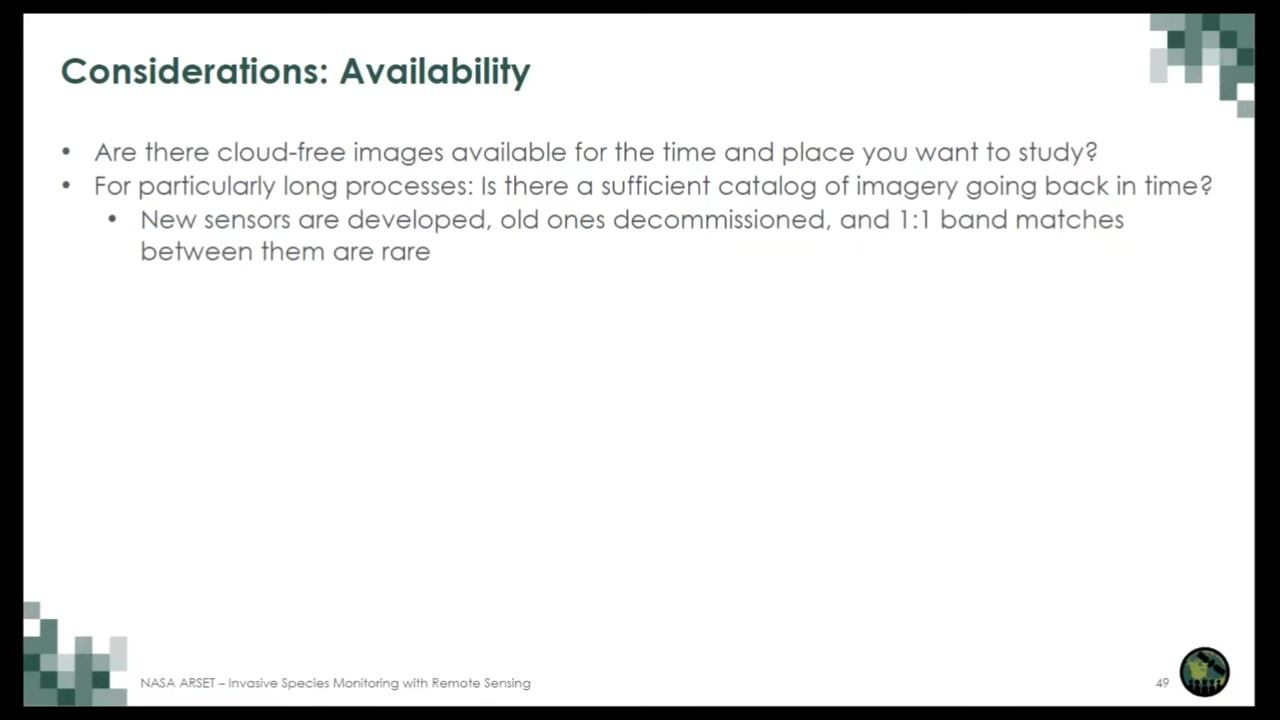 Considerations: Availability
• Are there cloud-free images available for the time and place you want to study?
• For particularly long processes: Is there a sufficient catalog of imagery going back in time?
• New sensors are developed, old ones decommissioned, and 1:1 band matches
between them are rare
NASA ARSET – Invasive Species Monitoring with Remote Sensing
49